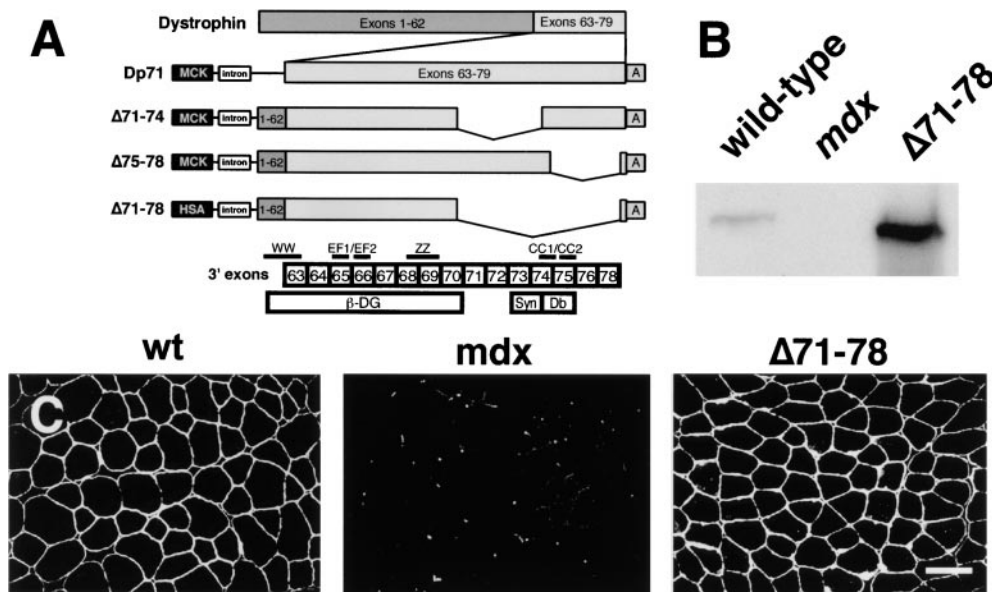 A
Dystrophin Exons 1-62 Exons 63-79
Dp71 MCK intron Exons 63-79 A
Δ71-74 MCK intron 1-62 A
Δ75-78 MCK intron 1-62 A
Δ71-78 HSA intron 1-62 A
WW EF1/EF2 ZZ CC1/CC2
3' exons 63 64 65 66 67 68 69 70 71 72 73 74 75 76 78
β-DG Syn Db
B
wild-type
mdx
Δ71-78
wt mdx Δ71-78
C